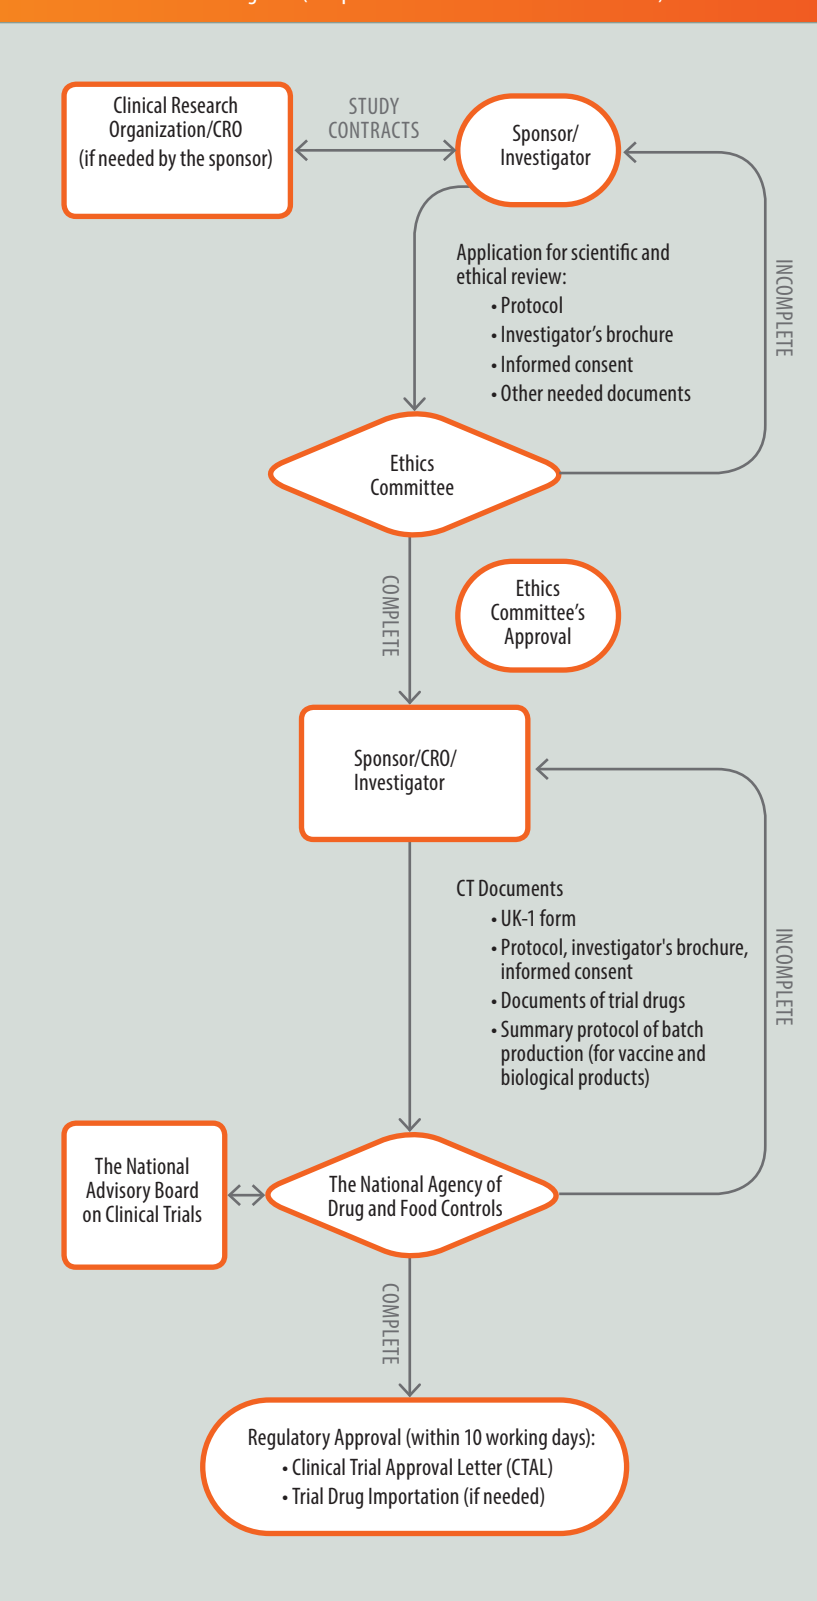 Clinical Research
Organization/CRO
(if needed by the sponsor)
STUDY
CONTRACTS
Sponsor/
Investigator
INCOMPLETE
Application for scientific and
ethical review:
• Protocol
• Investigator’s brochure
• Informed consent
• Other needed documents
Ethics
Committee
COMPLETE
Ethics
Committee’s
Approval
Sponsor/CRO/
Investigator
CT Documents
• UK-1 form
• Protocol, investigator's brochure,
informed consent
• Documents of trial drugs
• Summary protocol of batch
production (for vaccine and
biological products)
INCOMPLETE
The National
Advisory Board
on Clinical Trials
The National Agency of
Drug and Food Controls
COMPLETE
Regulatory Approval (within 10 working days):
• Clinical Trial Approval Letter (CTAL)
• Trial Drug Importation (if needed)